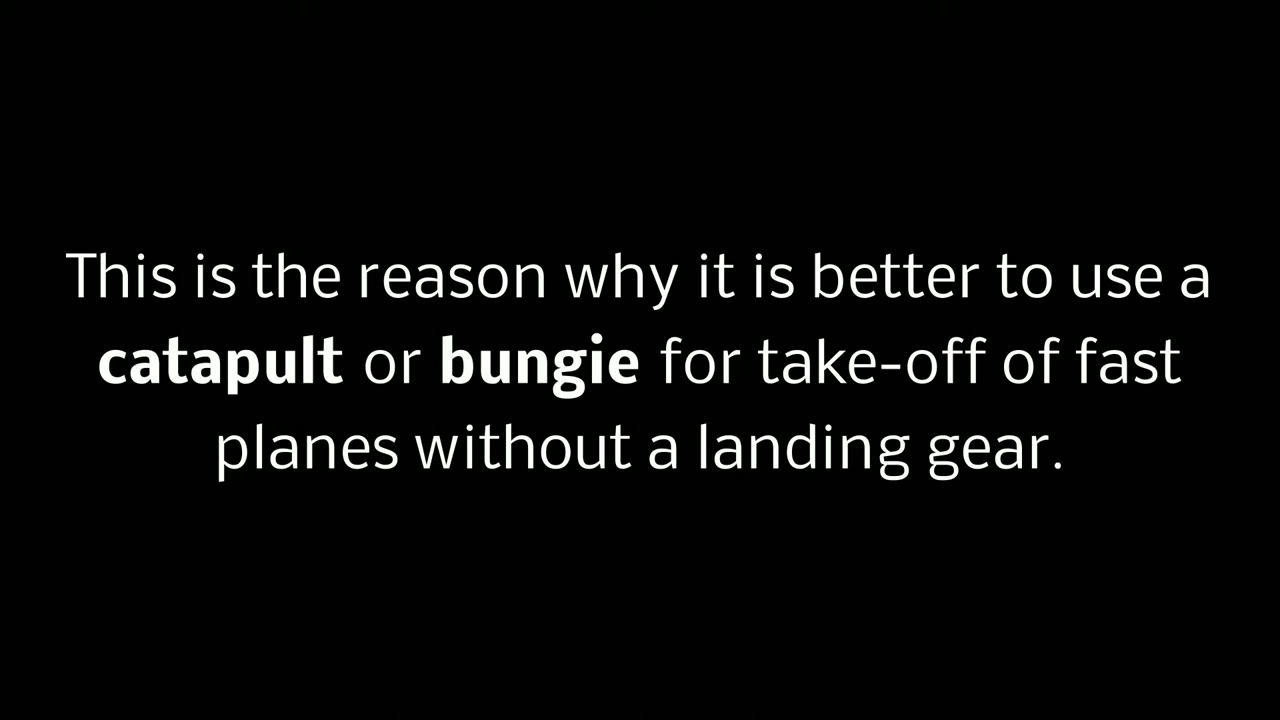 This is the reason why it is better to use a
catapult or bungie for take-off of fast
planes without a landing gear.